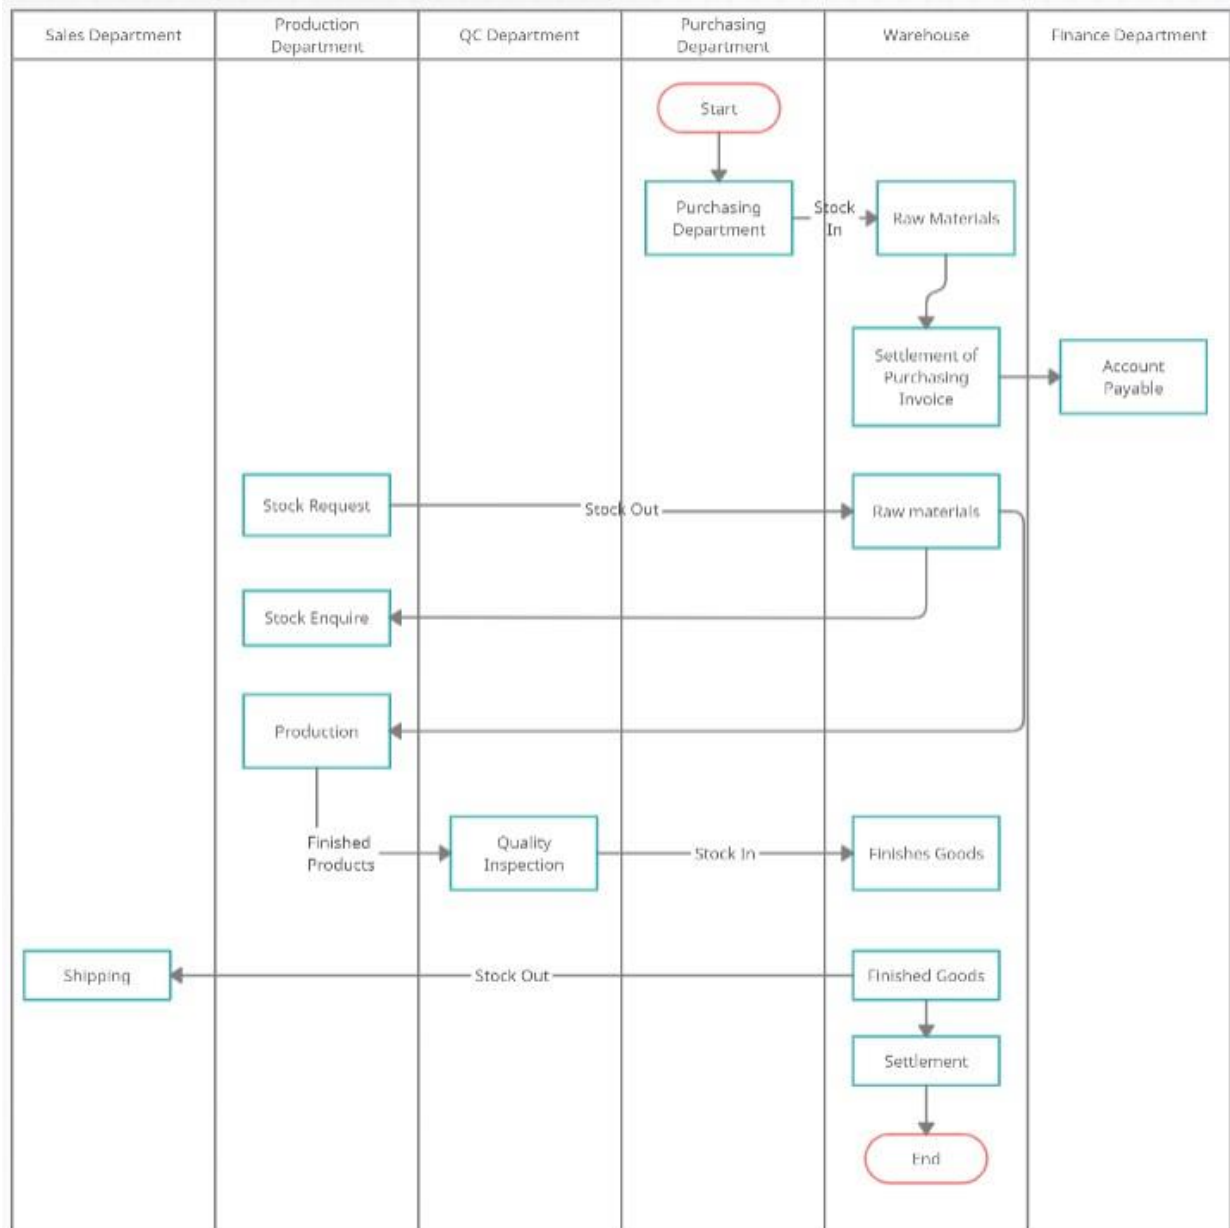 Sales Department
Production
Department
QC Department
Purchasing
Department
Warehouse
Finance Department
Start
Purchasing
Department
Stock
In
Raw Materials
Settlement of
Purchasing
Invoice
Account
Payable
Stock Request
Stock Out
Raw materials
Stock Enquire
Production
Finished
Products
Quality
Inspection
Stock In
Finishes Goods
Shipping
Stock Out
Finished Goods
Settlement
End